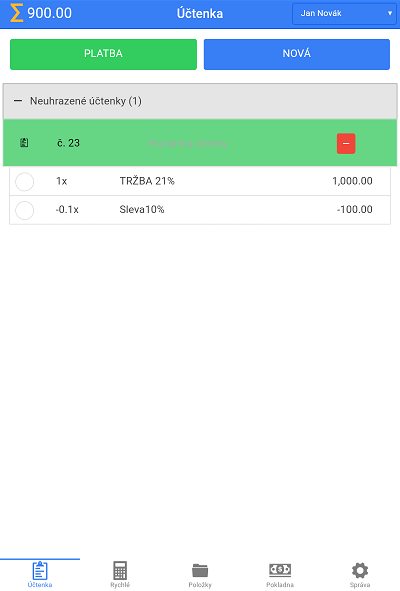 Σ 900.00 Účtenka Jan Novák
PLATBA NOVÁ
Neuhrazené účtenky (1)
č. 23
1x TRŽBA 21% 1,000.00
-0.1x Sleva10% -100.00
Účtenka Rychlé Položky Pokladna Správa